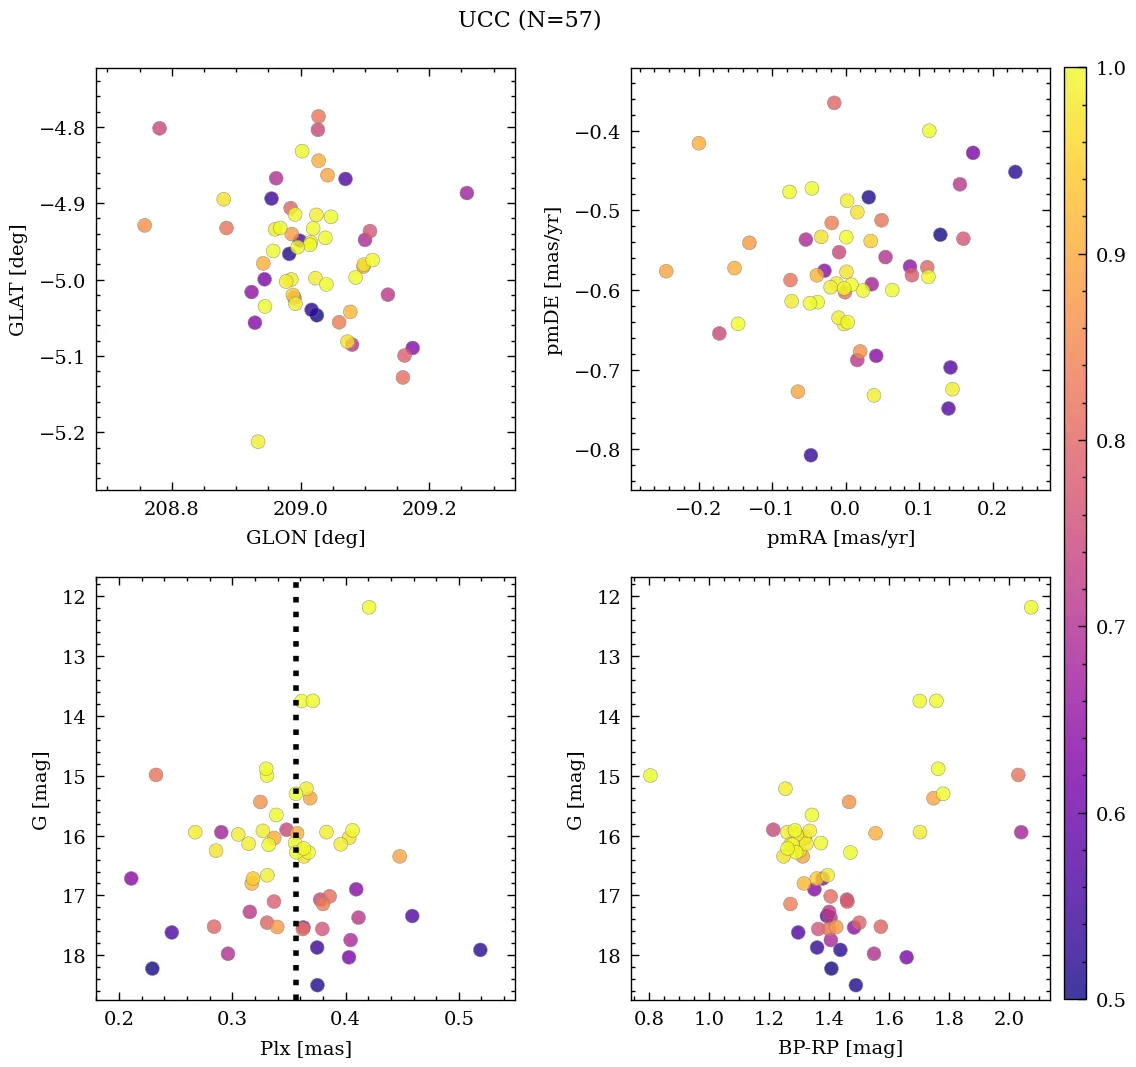 UCC (N=57)
−4.8
−4.9
−5.0
−5.1
−5.2
GLAT [deg]
208.8 209.0 209.2
GLON [deg]
−0.4
−0.5
−0.6
−0.7
−0.8
pmDE [mas/yr]
−0.2 −0.1 0.0 0.1 0.2
pmRA [mas/yr]
12
13
14
15
16
17
18
G [mag]
0.2 0.3 0.4 0.5
Plx [mas]
12
13
14
15
16
17
18
G [mag]
0.8 1.0 1.2 1.4 1.6 1.8 2.0
BP-RP [mag]
1.0
0.9
0.8
0.7
0.6
0.5